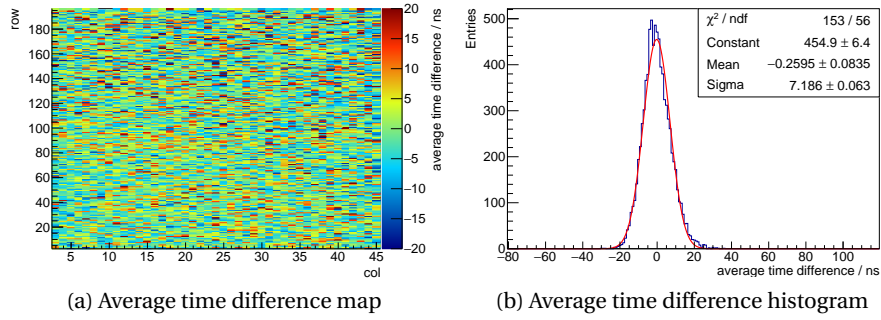 row
180
160
140
120
100
80
60
40
20
5 10 15 20 25 30 35 40 45
col
20
15
10
5
0
−5
−10
−15
−20
average time difference / ns
Entries
500
400
300
200
100
0
−80 −60 −40 −20 0 20 40 60 80 100
average time difference / ns
χ² / ndf 153 / 56
Constant 454.9 ± 6.4
Mean −0.2595 ± 0.0835
Sigma 7.186 ± 0.063
(a) Average time difference map
(b) Average time difference histogram